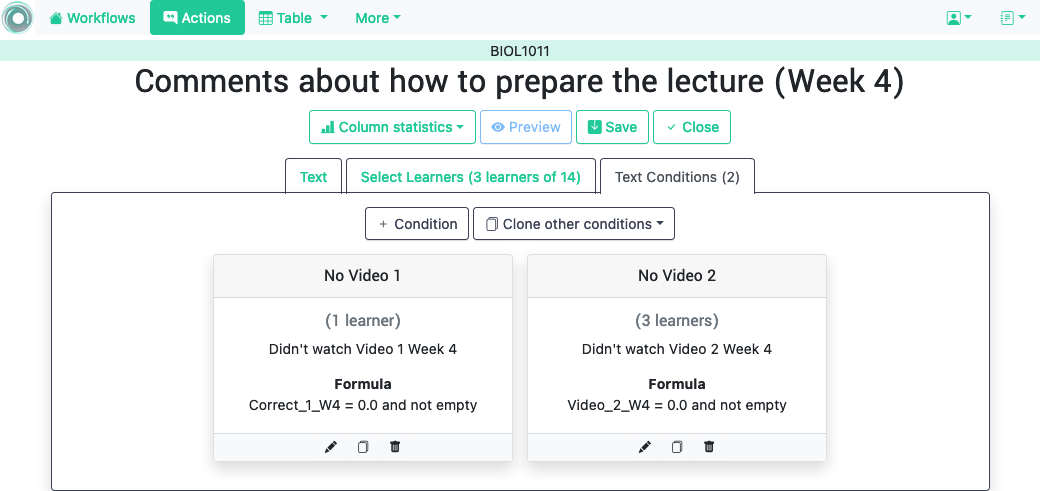 Workflows Actions Table More
BIOL1011
Comments about how to prepare the lecture (Week 4)
Column statistics Preview Save Close
Text Select Learners (3 learners of 14) Text Conditions (2)
+ Condition Clone other conditions
No Video 1
(1 learner)
Didn't watch Video 1 Week 4
Formula
Correct_1_W4 = 0.0 and not empty
No Video 2
(3 learners)
Didn't watch Video 2 Week 4
Formula
Video_2_W4 = 0.0 and not empty